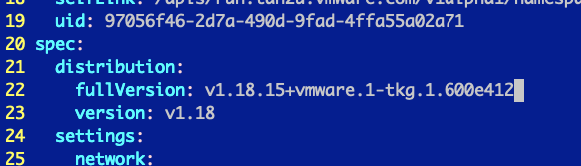 19 uid: 97056f46-2d7a-490d-9fad-4ffa55a02a71
20 spec:
21 distribution:
22 fullVersion: v1.18.15+vmware.1-tkg.1.600e412
23 version: v1.18
24 settings:
25 network: